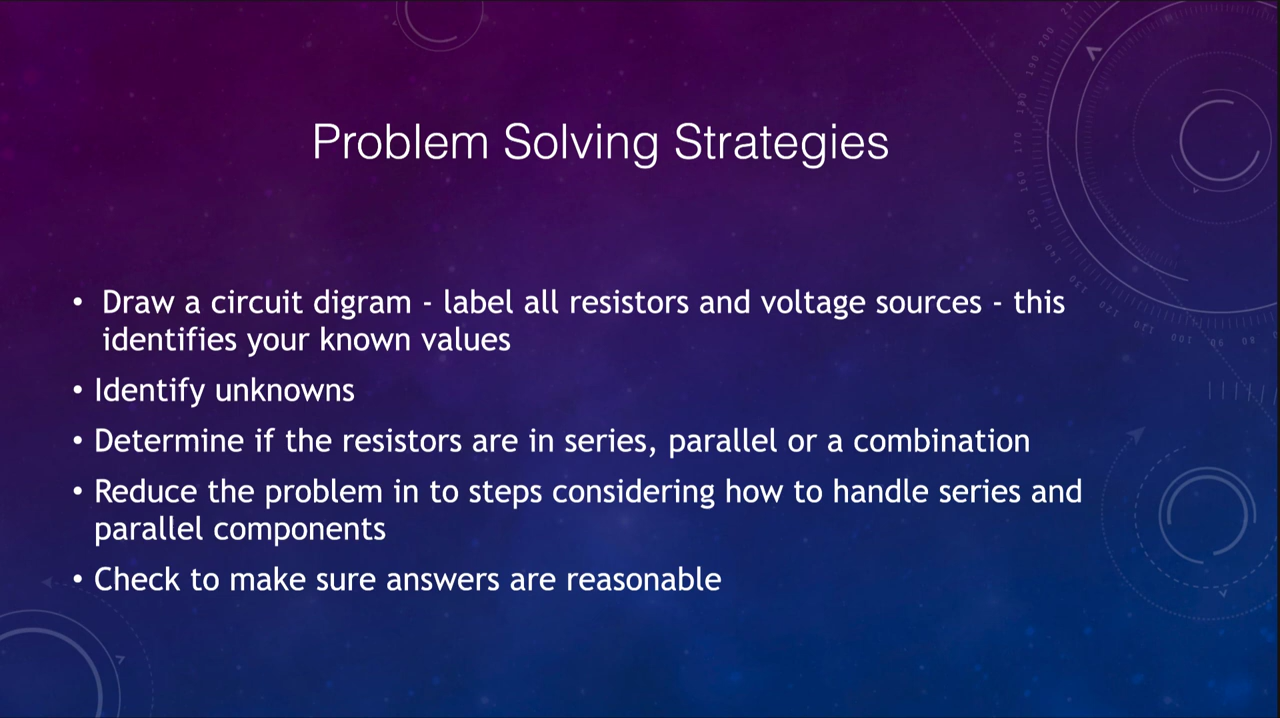 Problem Solving Strategies
• Draw a circuit digram - label all resistors and voltage sources - this
identifies your known values
• Identify unknowns
• Determine if the resistors are in series, parallel or a combination
• Reduce the problem in to steps considering how to handle series and
parallel components
• Check to make sure answers are reasonable